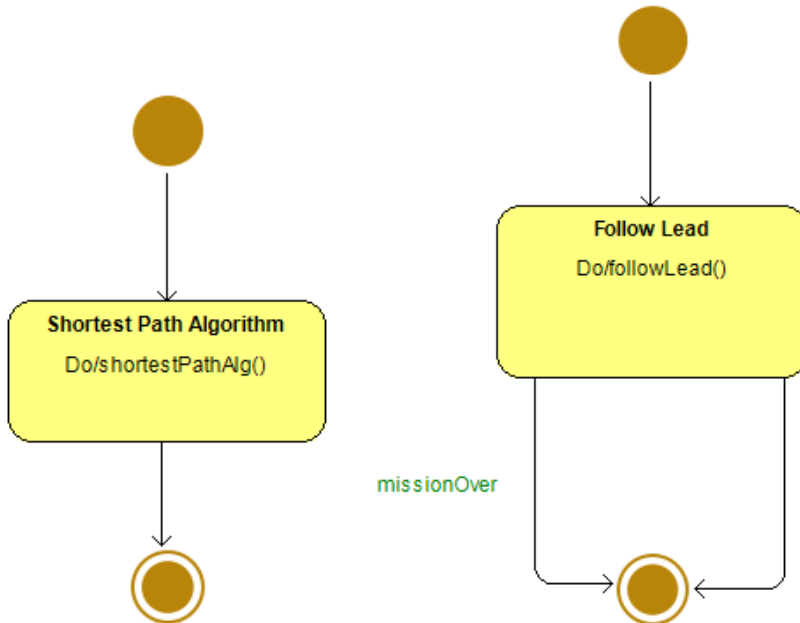 Shortest Path Algorithm
Do/shortestPathAlg()
Follow Lead
Do/followLead()
missionOver